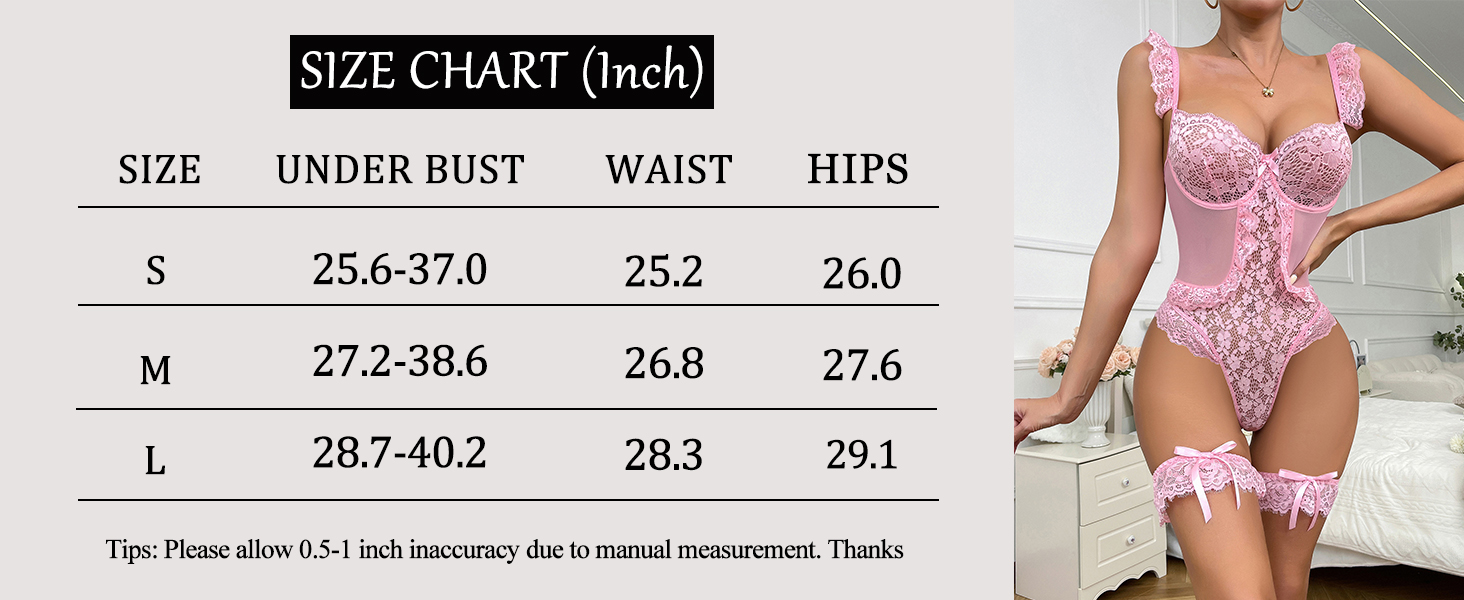 SIZE CHART (Inch)
SIZE UNDER BUST WAIST HIPS
S 25.6-37.0 25.2 26.0
M 27.2-38.6 26.8 27.6
L 28.7-40.2 28.3 29.1
Tips: Please allow 0.5-1 inch inaccuracy due to manual measurement. Thanks